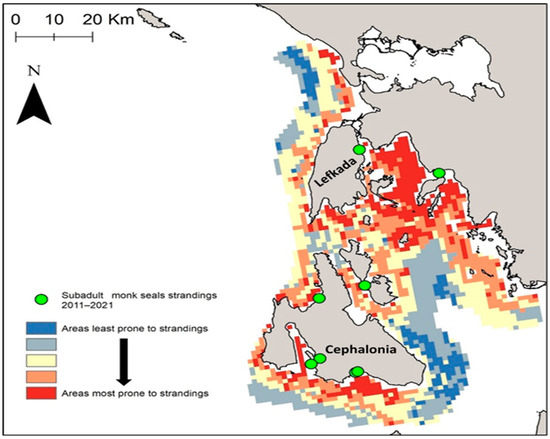 0 10 20 Km
N
Lefkada
Subadult monk seals strandings
2011–2021
Areas least prone to strandings
Cephalonia
Areas most prone to strandings